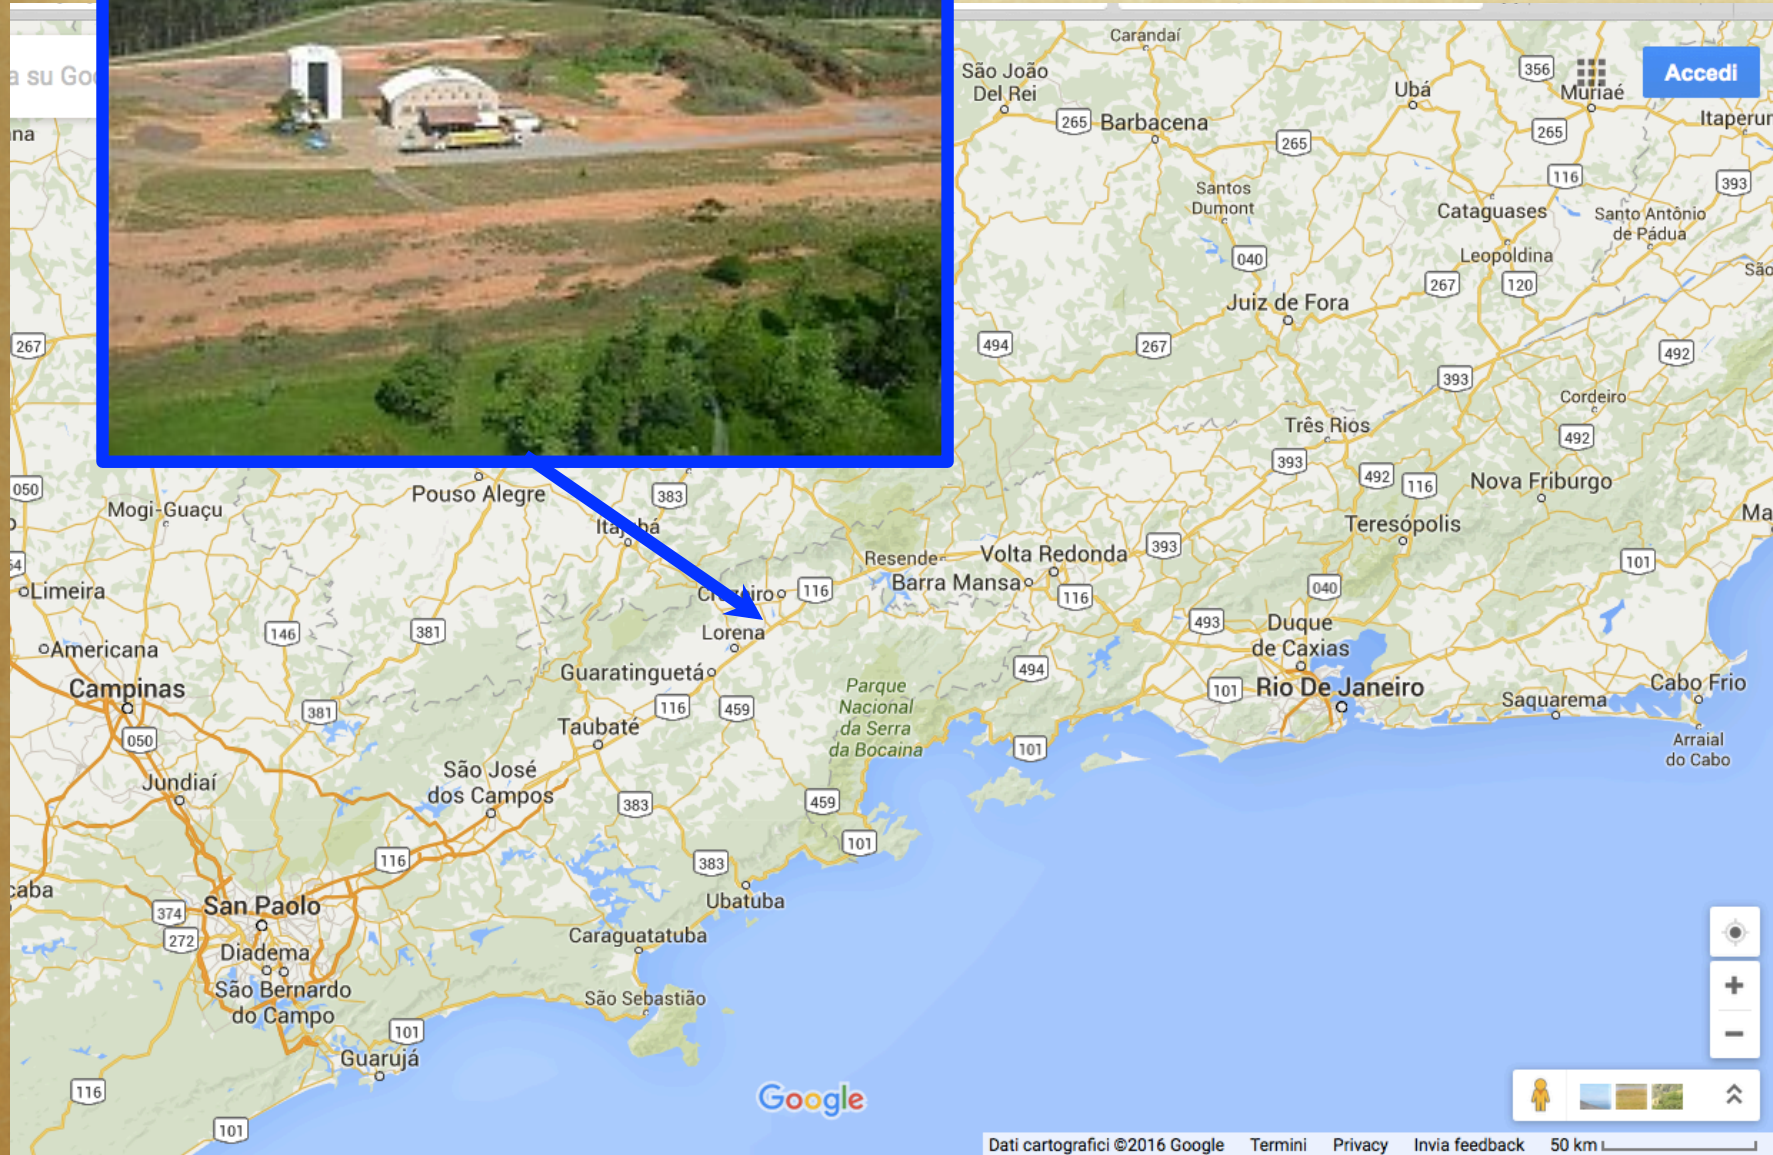 a su Goo
Accedi
Carandaí
São João
Del Rei
356
Ubá
Muriaé
Itaperur
265
Barbacena
265
265
na
116
393
Santos
Dumont
Cataguases
Santo Antônio
de Pádua
040
Leopoldina
São
267
120
Juiz de Fora
267
494
267
492
393
Cordeiro
Três Rios
492
393
492
116
Nova Friburgo
050
Mogi-Guaçu
Pouso Alegre
383
Teresópolis
Ma
Resende
Volta Redonda
393
101
Barra Mansa
Limeira
116
116
040
146
381
Lorena
493
Duque
de Caxias
Americana
Guaratinguetá
494
Campinas
Parque
Nacional
da Serra
da Bocaina
101
Rio De Janeiro
Saquarema
Cabo Frio
381
116
459
Taubaté
050
101
Arraial
do Cabo
Jundiaí
São José
dos Campos
383
459
116
101
383
caba
374
San Paolo
Ubatuba
272
Diadema
Caraguatatuba
São Bernardo
do Campo
São Sebastião
101
Guarujá
116
Google
101
Dati cartografici ©2016 Google Termini Privacy Invia feedback 50 km